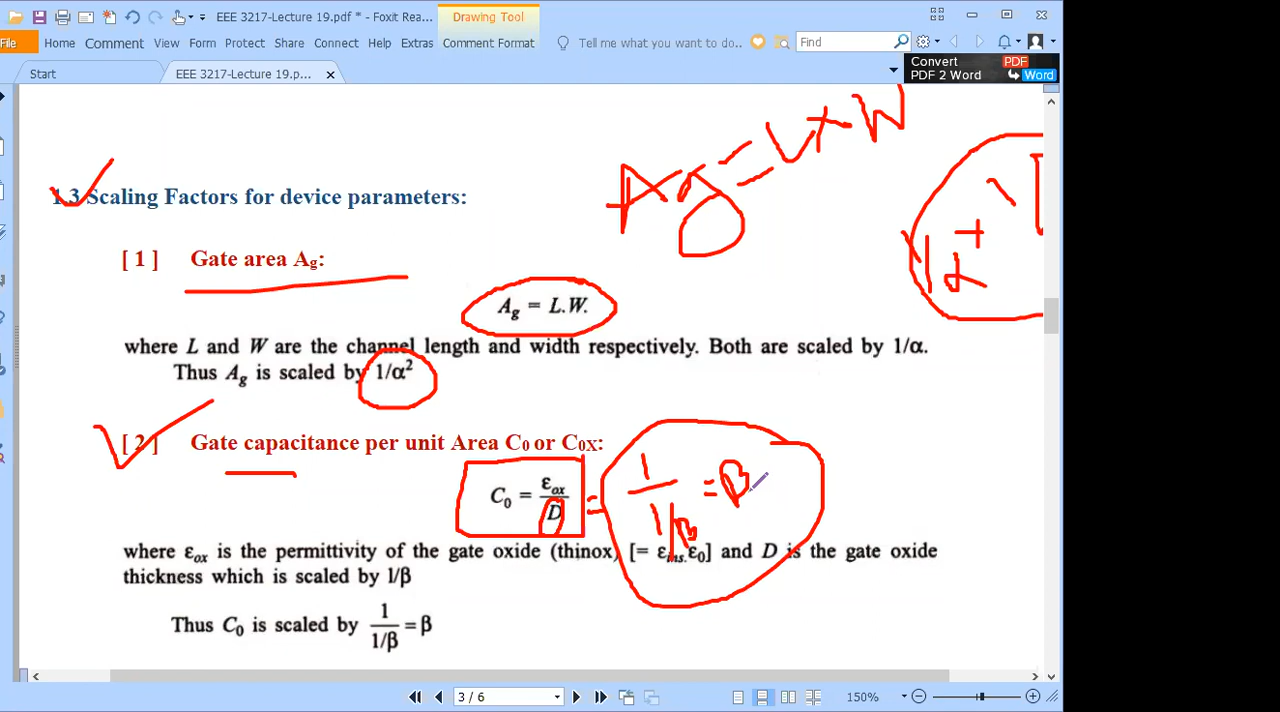 EEE 3217-Lecture 19.pdf * - Foxit Rea...
Drawing Tool
File Home Comment View Form Protect Share Connect Help Extras Comment Format Tell me what you want to do.. Find
Start EEE 3217-Lecture 19.p...
Convert PDF
PDF 2 Word Word
Ag = L x W
1.3 Scaling Factors for device parameters:
[ 1 ] Gate area Ag:
Ag = L.W.
where L and W are the channel length and width respectively. Both are scaled by 1/α.
Thus Ag is scaled by 1/α²
[ 2 ] Gate capacitance per unit Area C0 or C0X:
C0 = εox/D = 1/1/β = β
where εox is the permittivity of the gate oxide (thinox) [= εins.ε0] and D is the gate oxide
thickness which is scaled by 1/β
Thus C0 is scaled by 1/1/β = β
3 / 6 150%